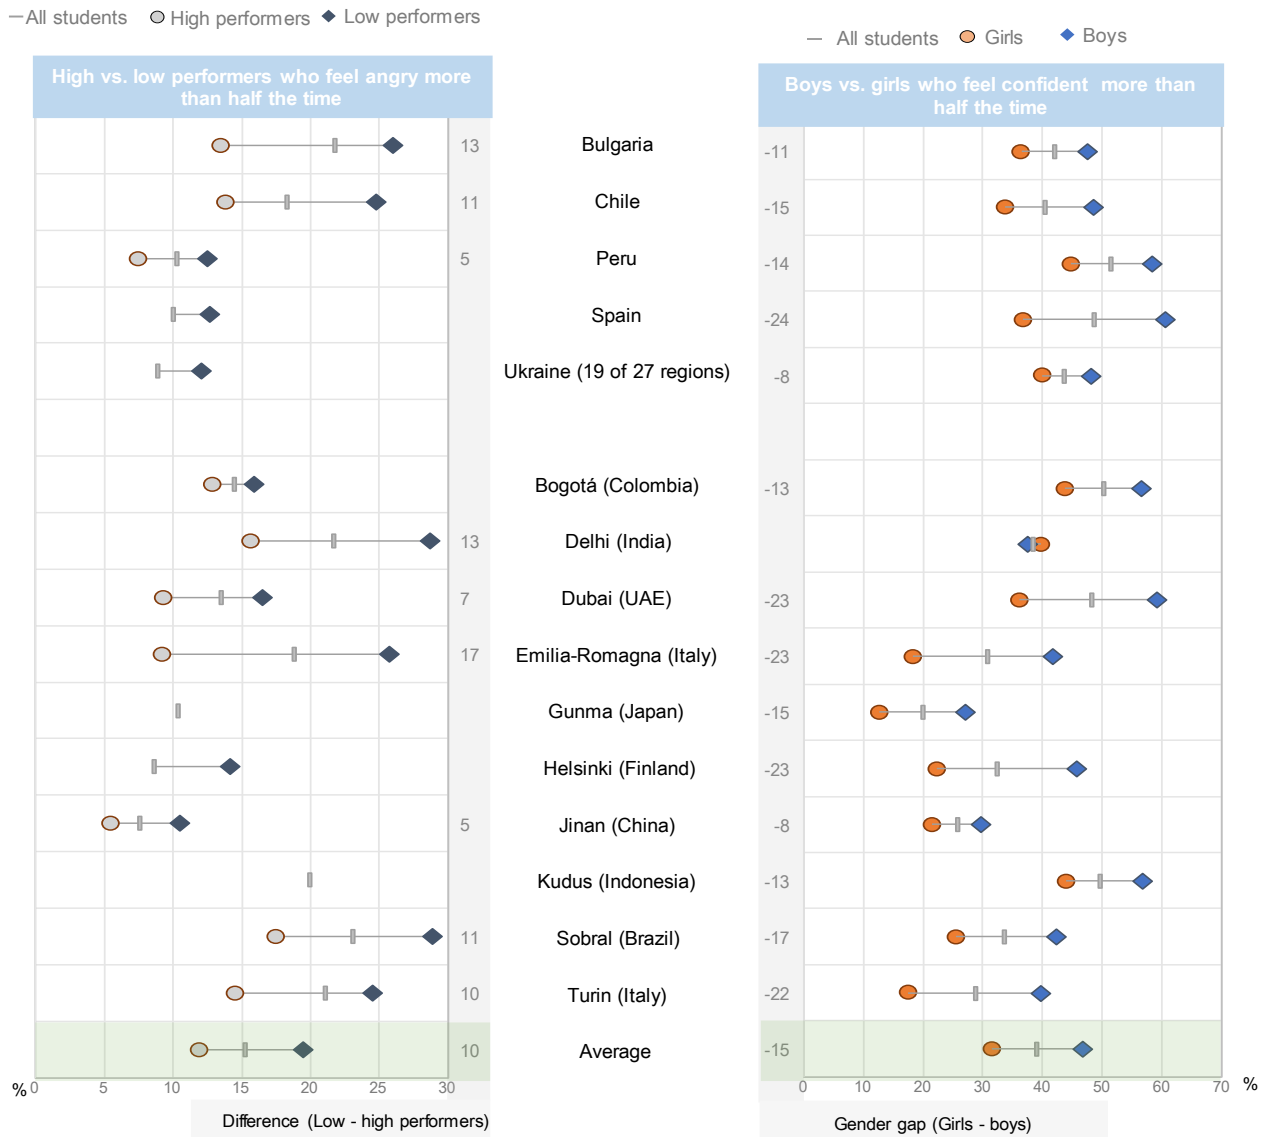 All students High performers Low performers
All students Girls Boys
High vs. low performers who feel angry more
than half the time
Boys vs. girls who feel confident more than
half the time
13 Bulgaria -11
11 Chile -15
5 Peru -14
Spain -24
Ukraine (19 of 27 regions) -8
Bogotá (Colombia) -13
13 Delhi (India)
7 Dubai (UAE) -23
17 Emilia-Romagna (Italy) -23
Gunma (Japan) -15
Helsinki (Finland) -23
5 Jinan (China) -8
Kudus (Indonesia) -13
11 Sobral (Brazil) -17
10 Turin (Italy) -22
10 Average -15
% 0 5 10 15 20 25 30
0 10 20 30 40 50 60 70 %
Difference (Low - high performers)
Gender gap (Girls - boys)